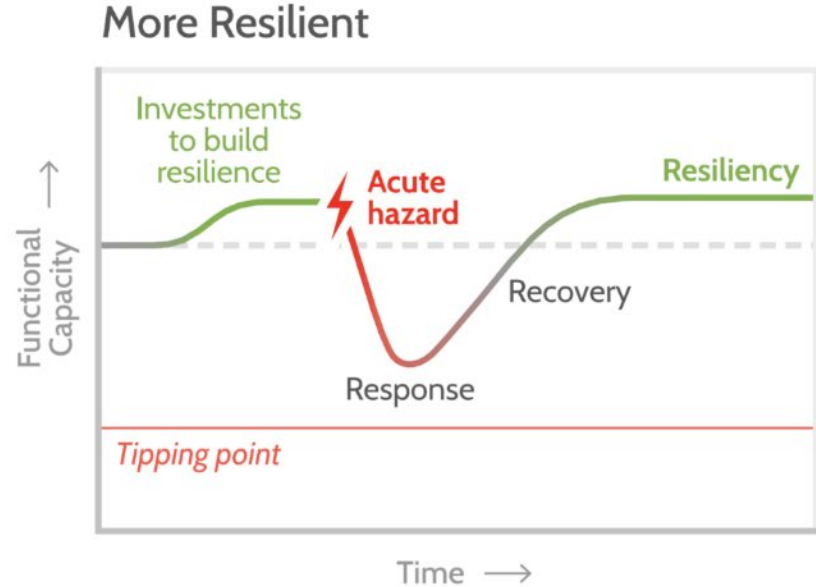 More Resilient
Investments
to build
resilience
Acute
hazard
Resiliency
Recovery
Response
Tipping point
Functional
Capacity
Time